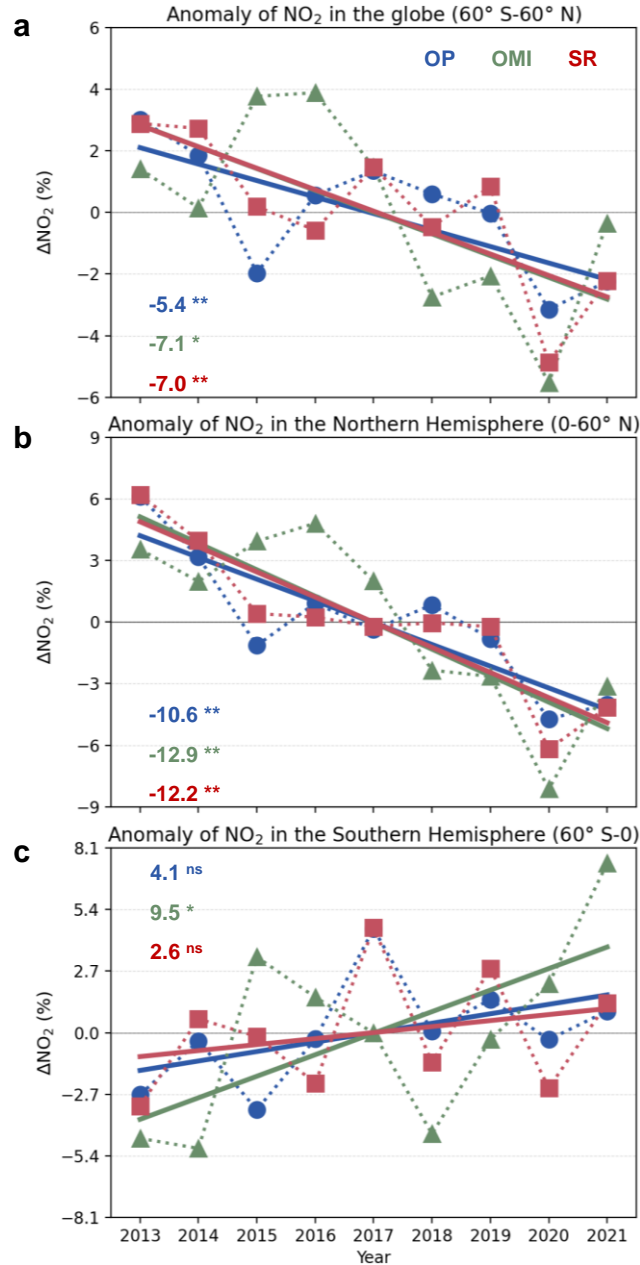 a
Anomaly of NO₂ in the globe (60° S-60° N)
6
4
2
0
−2
−4
−6
ΔNO₂ (%)
OP OMI SR
-5.4 **
-7.1 *
-7.0 **
b
Anomaly of NO₂ in the Northern Hemisphere (0-60° N)
9
6
3
0
−3
−6
−9
ΔNO₂ (%)
-10.6 **
-12.9 **
-12.2 **
c
Anomaly of NO₂ in the Southern Hemisphere (60° S-0)
8.1
5.4
2.7
0.0
−2.7
−5.4
−8.1
ΔNO₂ (%)
4.1 ns
9.5 *
2.6 ns
2013 2014 2015 2016 2017 2018 2019 2020 2021
Year